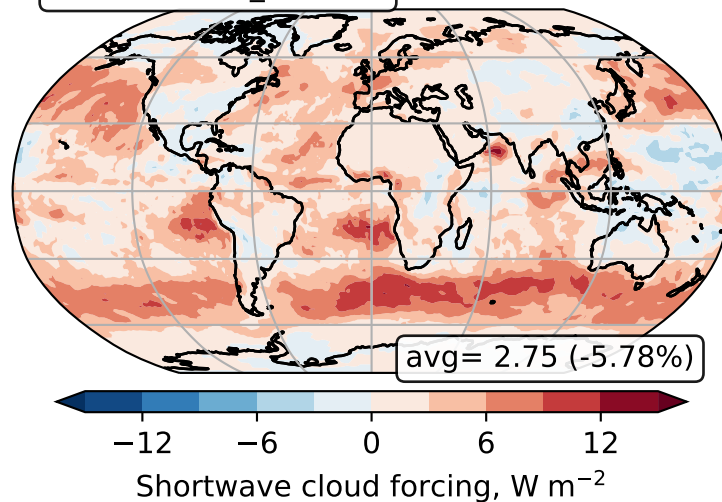 avg= 2.75 (-5.78%)
−12 −6 0 6 12
Shortwave cloud forcing, W m⁻²